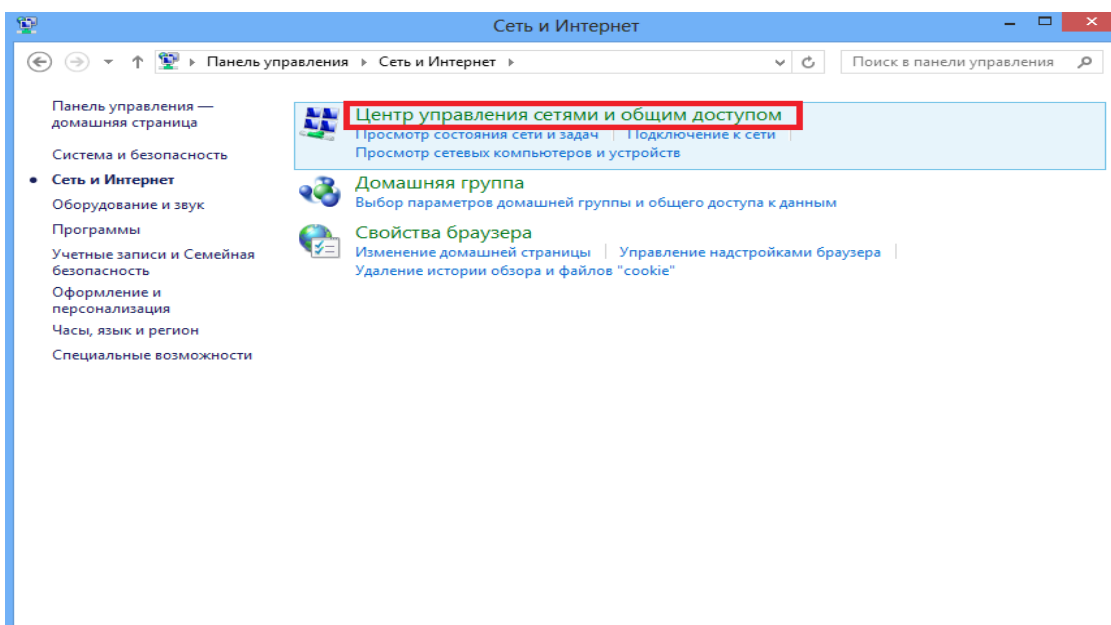 Сеть и Интернет
Панель управления Сеть и Интернет
Поиск в панели управления
Панель управления —
домашняя страница
Система и безопасность
Сеть и Интернет
Оборудование и звук
Программы
Учетные записи и Семейная
безопасность
Оформление и
персонализация
Часы, язык и регион
Специальные возможности
Центр управления сетями и общим доступом
Просмотр состояния сети и задач Подключение к сети
Просмотр сетевых компьютеров и устройств
Домашняя группа
Выбор параметров домашней группы и общего доступа к данным
Свойства браузера
Изменение домашней страницы Управление надстройками браузера
Удаление истории обзора и файлов "cookie"